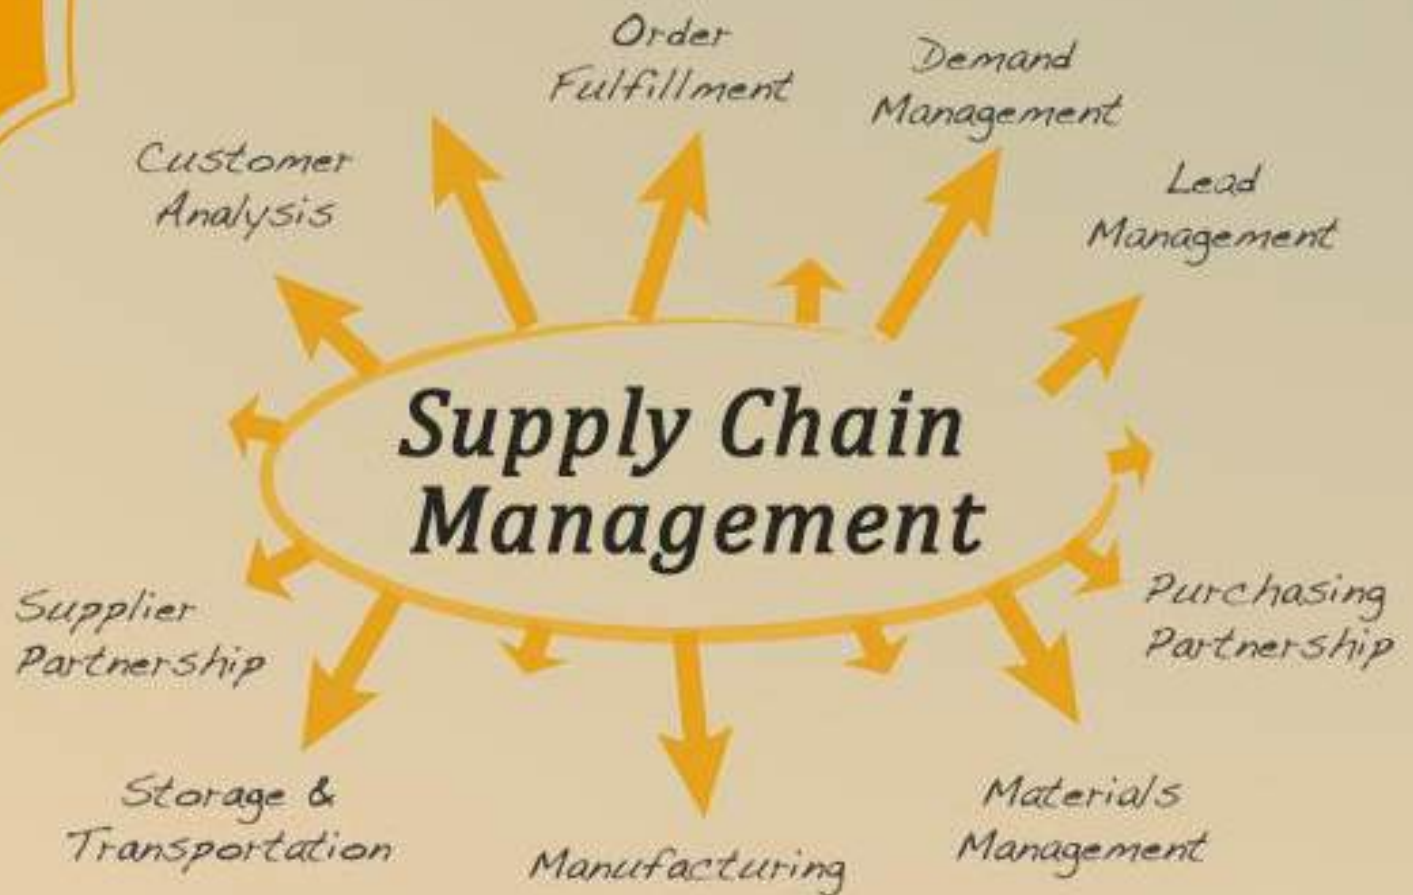 Order
Fulfillment
Demand
Management
Customer
Analysis
Lead
Management
Supply Chain
Management
Supplier
Partnership
Purchasing
Partnership
Storage &
Transportation
Manufacturing
Materials
Management